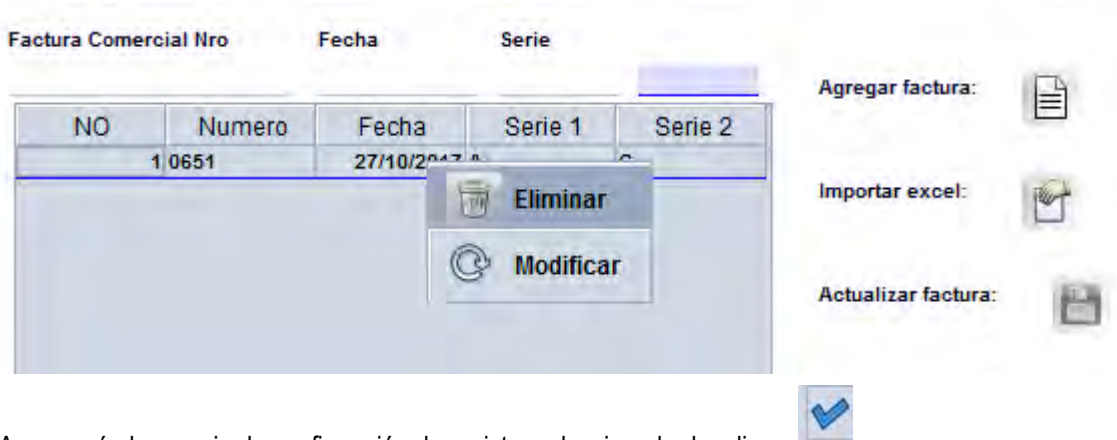 Factura Comercial Nro Fecha Serie
Agregar factura:
NO Numero Fecha Serie 1 Serie 2
1 0651
Eliminar
Importar excel:
Modificar
Actualizar factura: